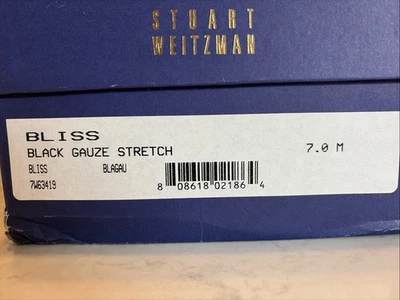 STUART
WEITZMAN
BLISS
BLACK GAUZE STRETCH 7.0 M
BLISS BLAGAU
7W63419
8 08618 02186 4